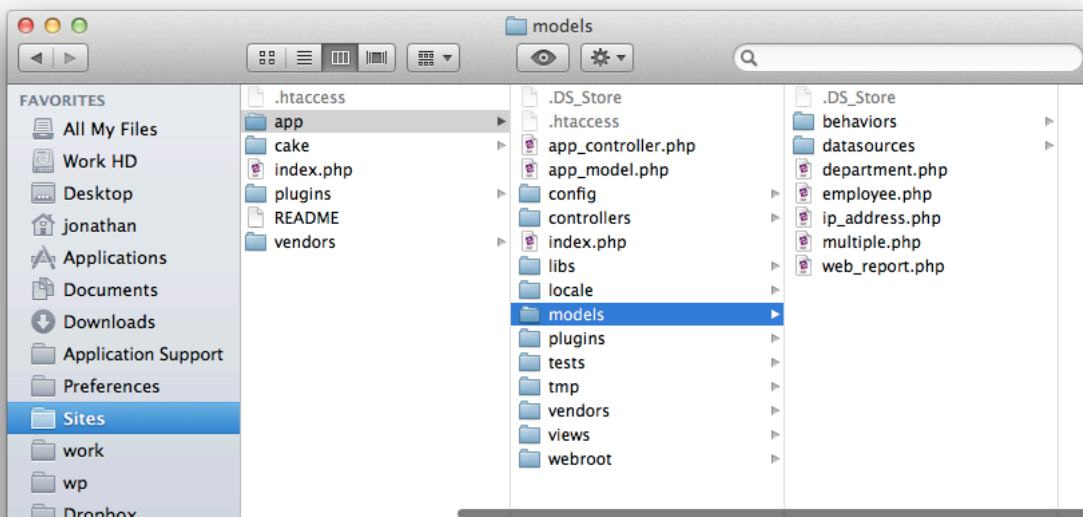 models
FAVORITES
All My Files
Work HD
Desktop
jonathan
Applications
Documents
Downloads
Application Support
Preferences
Sites
work
wp
Dropbox
.htaccess
app
cake
index.php
plugins
README
vendors
.DS_Store
.htaccess
app_controller.php
app_model.php
config
controllers
index.php
libs
locale
models
plugins
tests
tmp
vendors
views
webroot
.DS_Store
behaviors
datasources
department.php
employee.php
ip_address.php
multiple.php
web_report.php